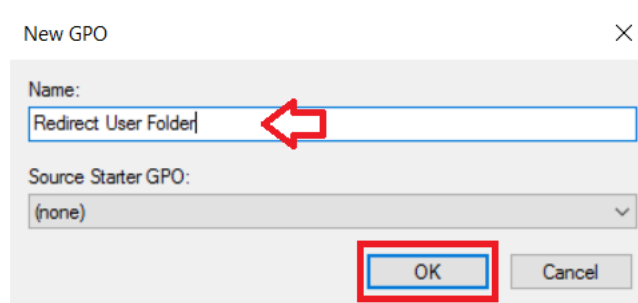 New GPO
Name:
Redirect User Folder
Source Starter GPO:
(none)
OK Cancel